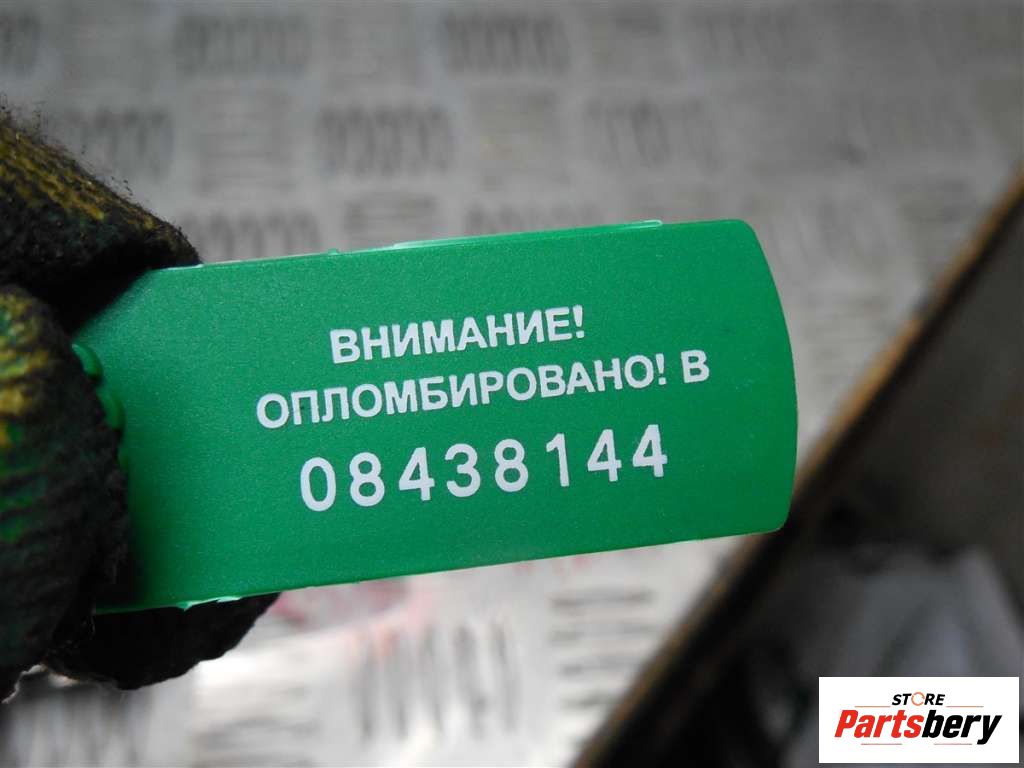 ВНИМАНИЕ!
ОПЛОМБИРОВАНО! В
08438144
STORE
Partsbery